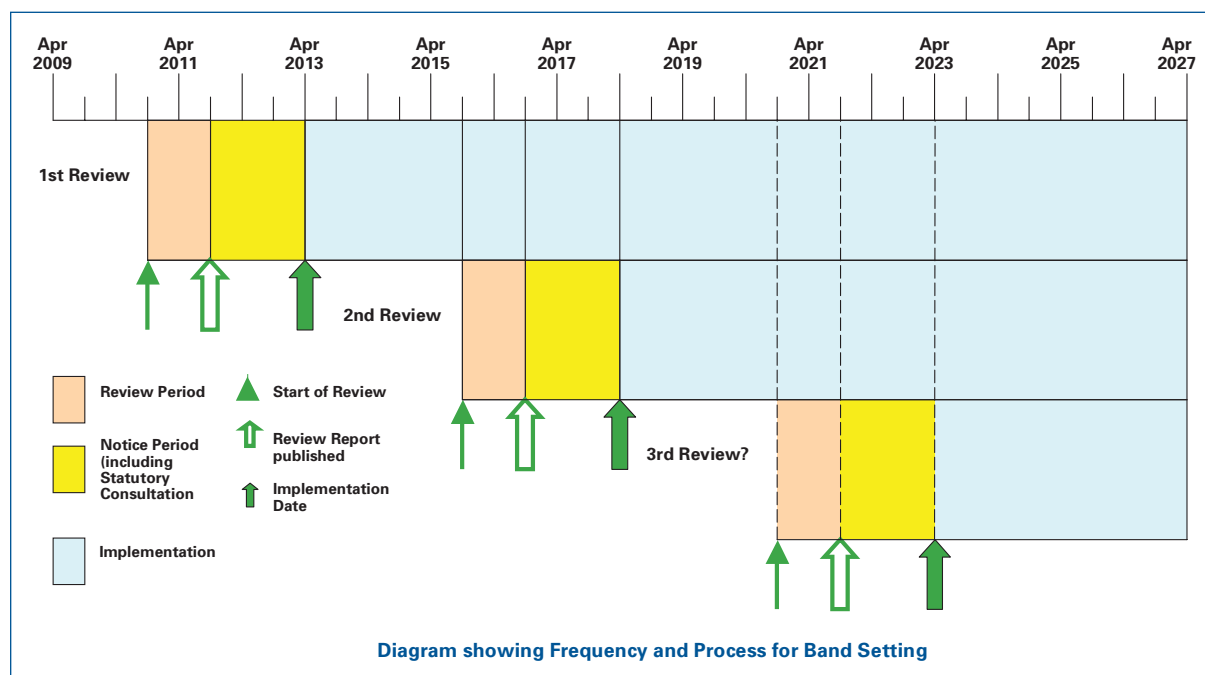 Apr Apr Apr Apr Apr Apr Apr Apr Apr Apr
2009 2011 2013 2015 2017 2019 2021 2023 2025 2027
1st Review
2nd Review
3rd Review?
Review Period
Notice Period
(including
Statutory
Consultation
Implementation
Start of Review
Review Report
published
Implementation
Date
Diagram showing Frequency and Process for Band Setting